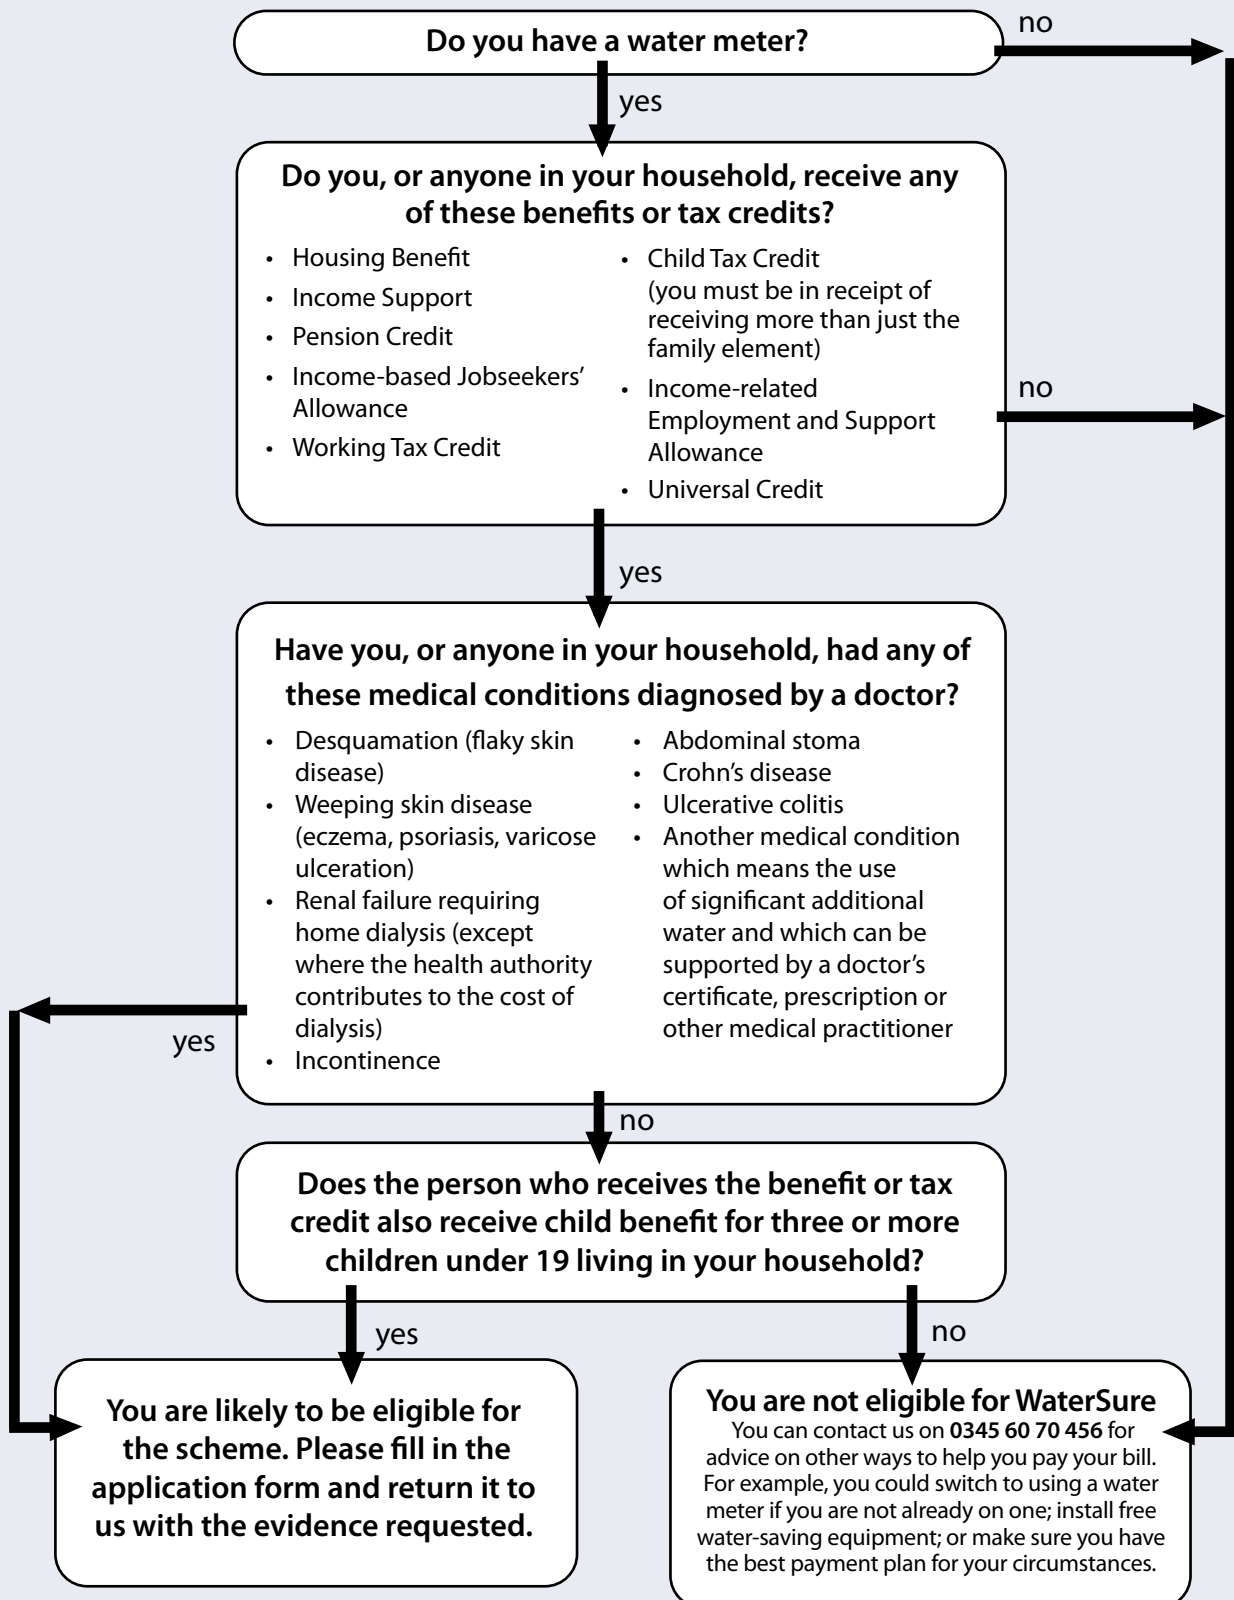 Do you have a water meter?
no
yes
Do you, or anyone in your household, receive any
of these benefits or tax credits?
• Housing Benefit
• Income Support
• Pension Credit
• Income-based Jobseekers’
Allowance
• Working Tax Credit
• Child Tax Credit
(you must be in receipt of
receiving more than just the
family element)
• Income-related
Employment and Support
Allowance
• Universal Credit
no
yes
Have you, or anyone in your household, had any of
these medical conditions diagnosed by a doctor?
• Desquamation (flaky skin
disease)
• Weeping skin disease
(eczema, psoriasis, varicose
ulceration)
• Renal failure requiring
home dialysis (except
where the health authority
contributes to the cost of
dialysis)
• Incontinence
• Abdominal stoma
• Crohn’s disease
• Ulcerative colitis
• Another medical condition
which means the use
of significant additional
water and which can be
supported by a doctor’s
certificate, prescription or
other medical practitioner
yes
no
Does the person who receives the benefit or tax
credit also receive child benefit for three or more
children under 19 living in your household?
yes
no
You are likely to be eligible for
the scheme. Please fill in the
application form and return it to
us with the evidence requested.
You are not eligible for WaterSure
You can contact us on 0345 60 70 456 for
advice on other ways to help you pay your bill.
For example, you could switch to using a water
meter if you are not already on one; install free
water-saving equipment; or make sure you have
the best payment plan for your circumstances.